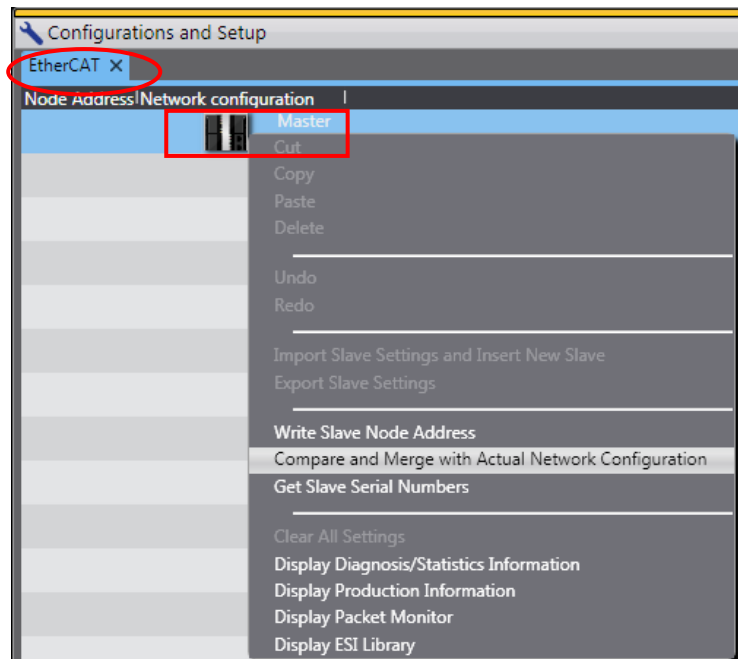 Configurations and Setup
EtherCAT ×
Node Address|Network configuration |
Master
Cut
Copy
Paste
Delete
Undo
Redo
Import Slave Settings and Insert New Slave
Export Slave Settings
Write Slave Node Address
Compare and Merge with Actual Network Configuration
Get Slave Serial Numbers
Clear All Settings
Display Diagnosis/Statistics Information
Display Production Information
Display Packet Monitor
Display ESI Library